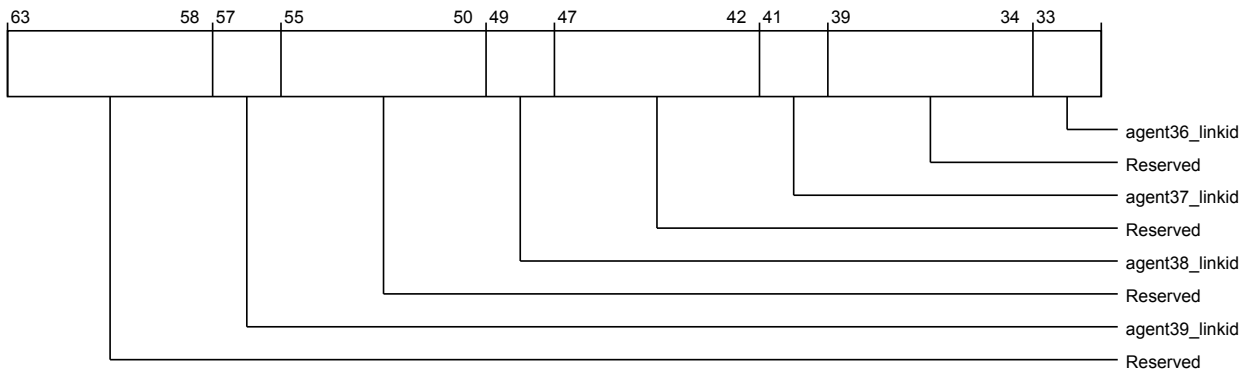 63 58 57 55 50 49 47 42 41 39 34 33
agent36_linkid
Reserved
agent37_linkid
Reserved
agent38_linkid
Reserved
agent39_linkid
Reserved